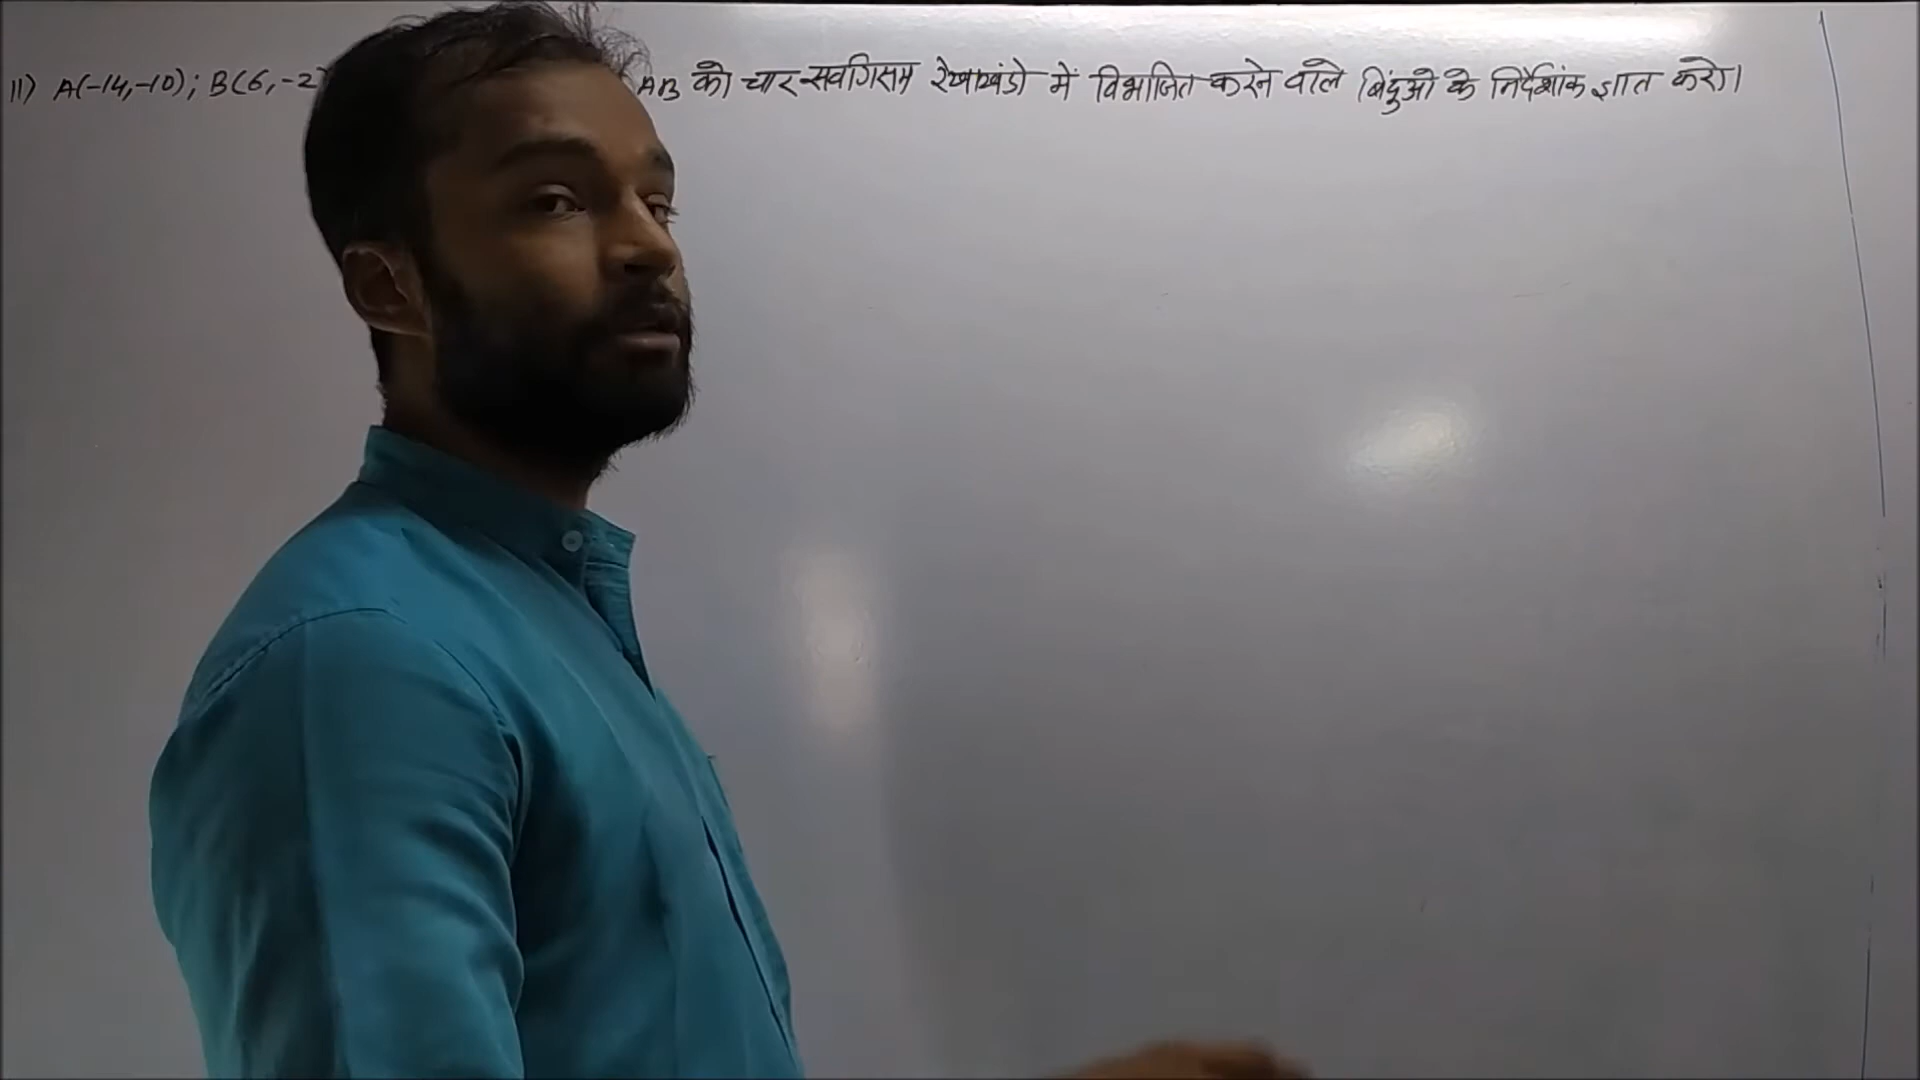 11) A(-14,-10); B(6,-2 AB को चार सर्वांगसम रेखाखंडो में विभाजित करने वाले बिंदुओ के निर्देशांक ज्ञात करो।